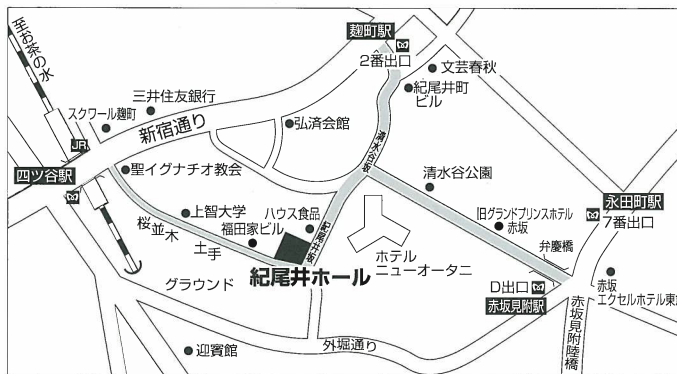 至お茶の水
麹町駅
2番出口
文芸春秋
紀尾井町
ビル
三井住友銀行
スクワール麹町
新宿通り
弘済会館
JR
四ツ谷駅
聖イグナチオ教会
清水谷坂
清水谷公園
上智大学
ハウス食品
福田家ビル
桜並木
土手
紀尾井坂
旧グランドプリンスホテル
赤坂
永田町駅
7番出口
弁慶橋
ホテル
ニューオータニ
グラウンド
紀尾井ホール
D出口
赤坂見附駅
赤坂
エクセルホテル東急
赤坂見附陸橋
外堀通り
迎賓館